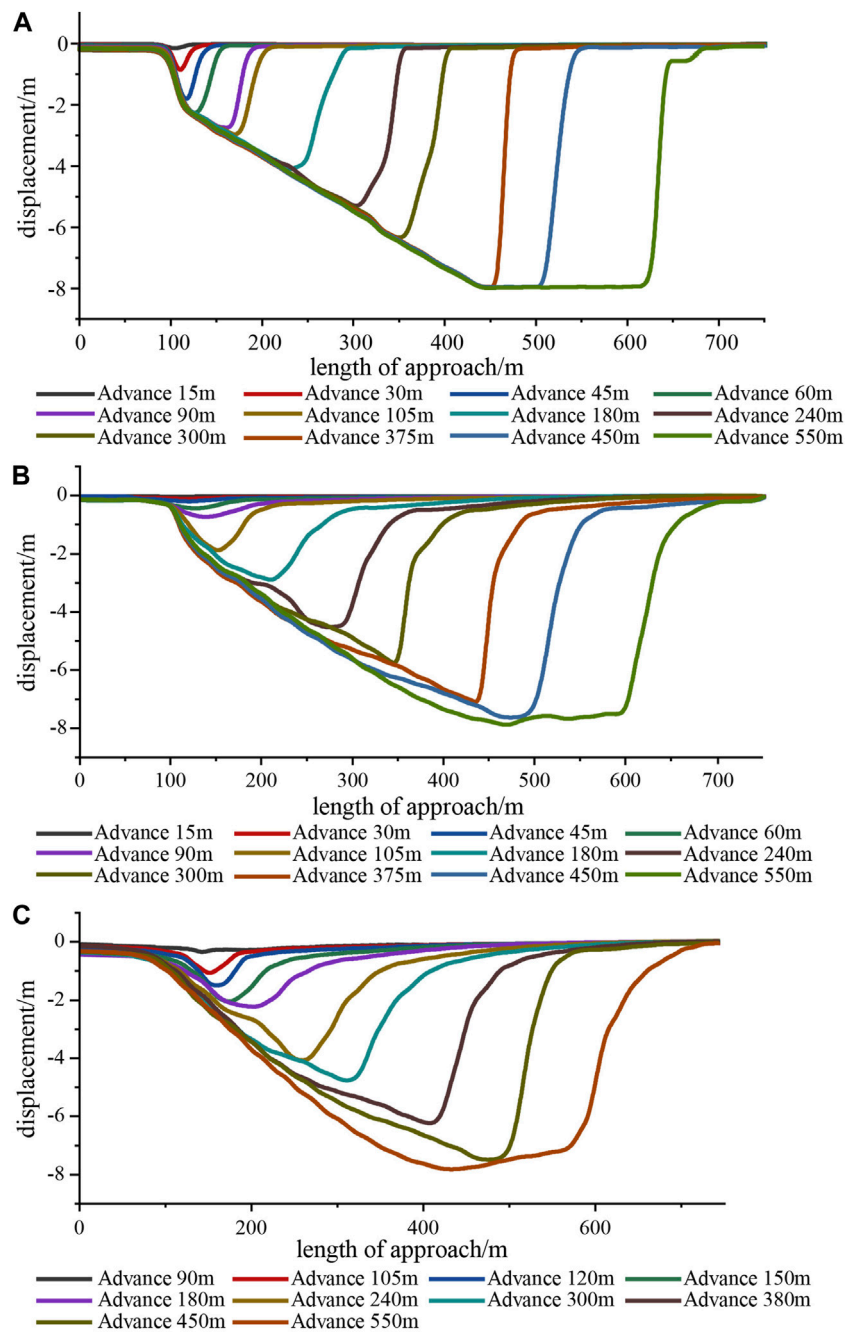 A
0
-2
-4
-6
-8
displacement/m
0 100 200 300 400 500 600 700
length of approach/m
Advance 15m Advance 30m Advance 45m Advance 60m
Advance 90m Advance 105m Advance 180m Advance 240m
Advance 300m Advance 375m Advance 450m Advance 550m
B
0
-2
-4
-6
-8
displacement/m
0 100 200 300 400 500 600 700
length of approach/m
Advance 15m Advance 30m Advance 45m Advance 60m
Advance 90m Advance 105m Advance 180m Advance 240m
Advance 300m Advance 375m Advance 450m Advance 550m
C
0
-2
-4
-6
-8
displacement/m
0 200 400 600
length of approach/m
Advance 90m Advance 105m Advance 120m Advance 150m
Advance 180m Advance 240m Advance 300m Advance 380m
Advance 450m Advance 550m